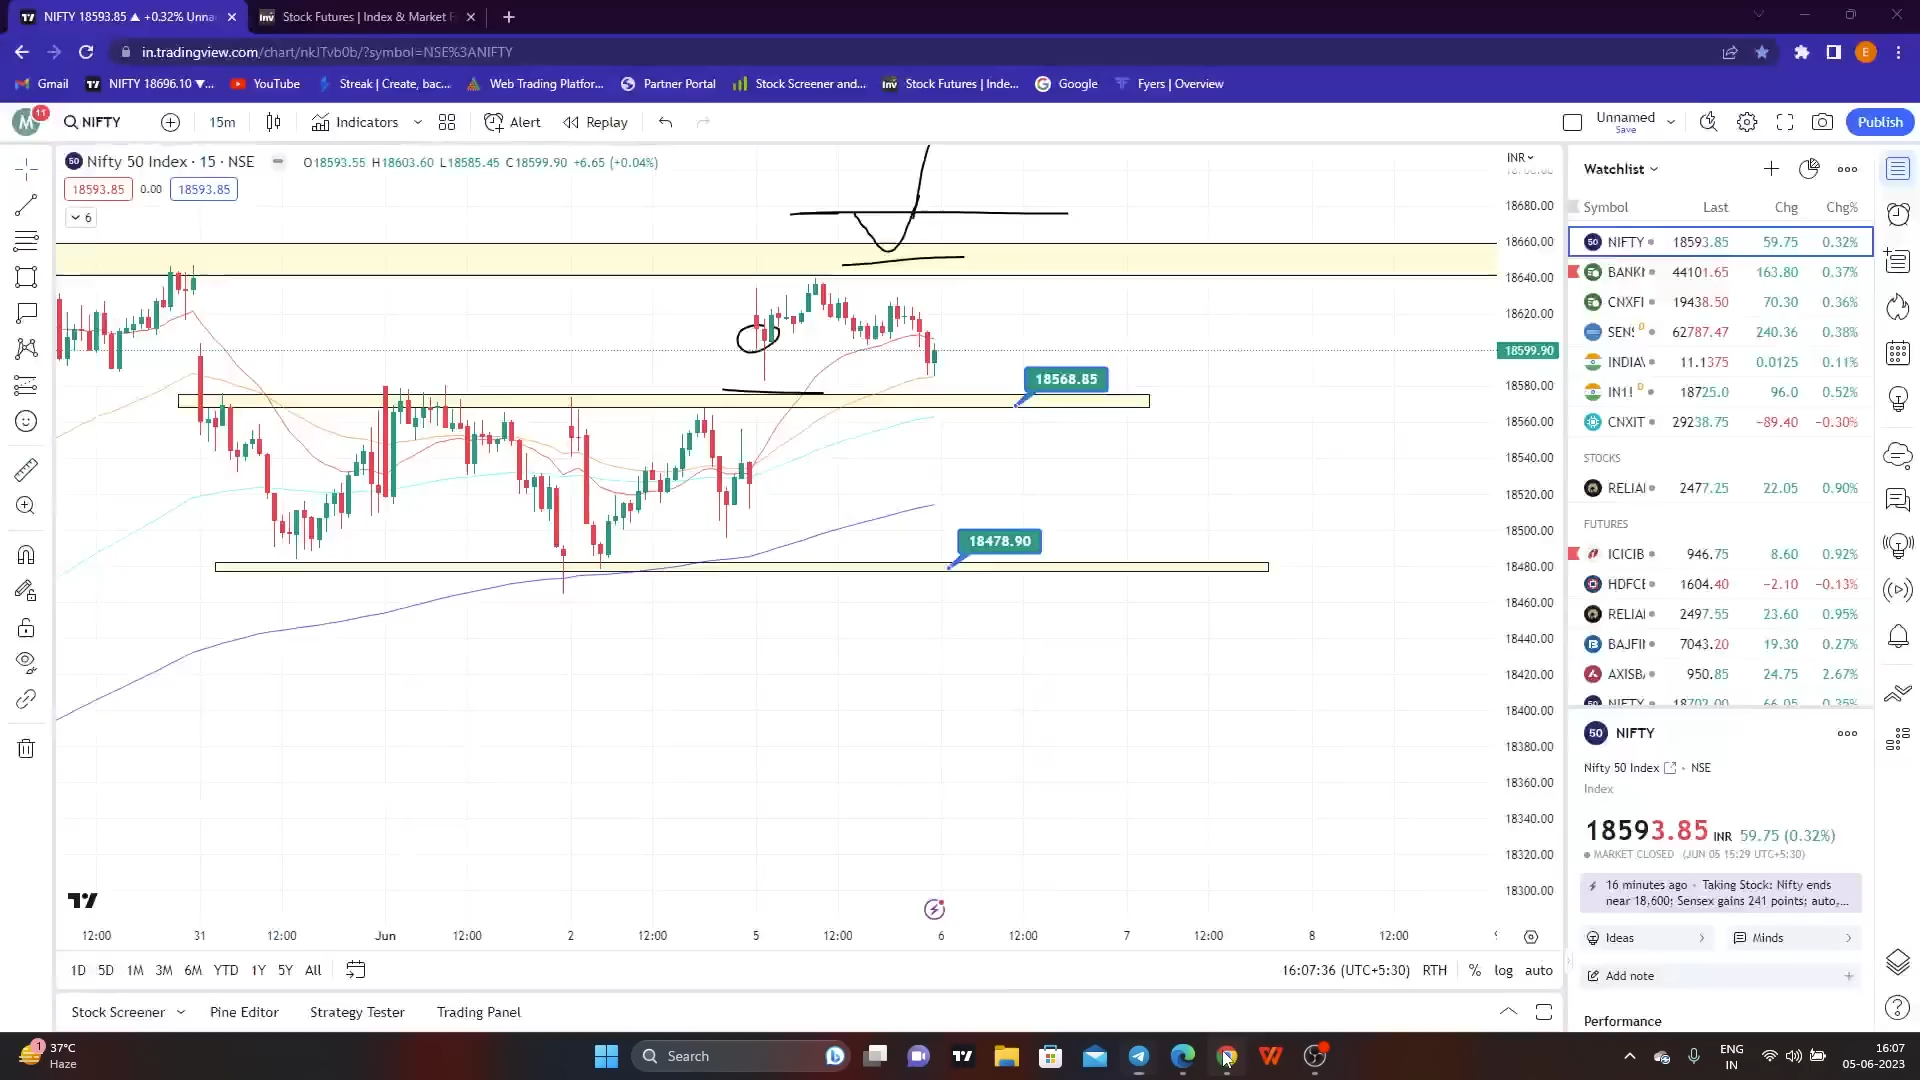 NIFTY 18593.85 ▲ +0.32% Unna
Stock Futures | Index & Market F
in.tradingview.com/chart/nkJTvb0b/?symbol=NSE%3ANIFTY
Gmail NIFTY 18696.10 ▼... YouTube Streak | Create, bac... Web Trading Platfor... Partner Portal Stock Screener and... Stock Futures | Inde... Google Fyers | Overview
M 11 NIFTY 15m Indicators Alert Replay Unnamed Save Publish
Nifty 50 Index · 15 · NSE O18593.55 H18603.60 L18585.45 C18599.90 +6.65 (+0.04%)
18593.85 0.00 18593.85
6
INR
18680.00
18660.00
18640.00
18620.00
18599.90
18580.00
18560.00
18540.00
18520.00
18500.00
18480.00
18460.00
18440.00
18420.00
18400.00
18380.00
18360.00
18340.00
18320.00
18300.00
18568.85
18478.90
12:00 31 12:00 Jun 12:00 2 12:00 5 12:00 6 12:00 7 12:00 8 12:00
1D 5D 1M 3M 6M YTD 1Y 5Y All 16:07:36 (UTC+5:30) RTH % log auto
Stock Screener Pine Editor Strategy Tester Trading Panel
Watchlist
Symbol Last Chg Chg%
NIFTY 18593.85 59.75 0.32%
BANKN 44101.65 163.80 0.37%
CNXFI 19438.50 70.30 0.36%
SENS 62787.47 240.36 0.38%
INDIAV 11.1375 0.0125 0.11%
IN1! 18725.0 96.0 0.52%
CNXIT 29238.75 −89.40 −0.30%
STOCKS
RELIA 2477.25 22.05 0.90%
FUTURES
ICICIB 946.75 8.60 0.92%
HDFCB 1604.40 −2.10 −0.13%
RELIA 2497.55 23.60 0.95%
BAJFI 7043.20 19.30 0.27%
AXISB 950.85 24.75 2.67%
NIFTY 18702.00 66.05 0.35%
50 NIFTY
Nifty 50 Index · NSE
Index
18593.85 INR 59.75 (0.32%)
MARKET CLOSED (JUN 05 15:29 UTC+5:30)
16 minutes ago · Taking Stock: Nifty ends
near 18,600; Sensex gains 241 points; auto,...
Ideas Minds
Add note
Performance
37°C
Haze
Search
ENG
IN
16:07
05-06-2023